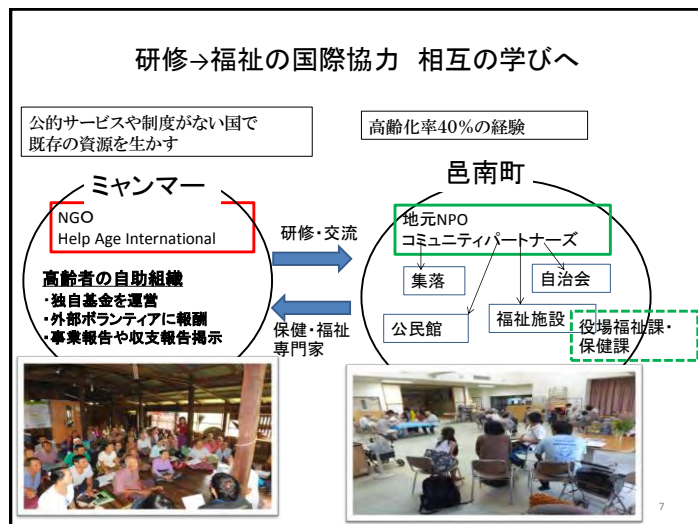 研修→福祉の国際協力 相互の学びへ
公的サービスや制度がない国で
既存の資源を生かす
高齢化率40%の経験
ミャンマー
邑南町
NGO
Help Age International
高齢者の自助組織
・独自基金を運営
・外部ボランティアに報酬
・事業報告や収支報告掲示
研修・交流
保健・福祉
専門家
地元NPO
コミュニティパートナーズ
集落
自治会
公民館
福祉施設
役場福祉課・
保健課
7